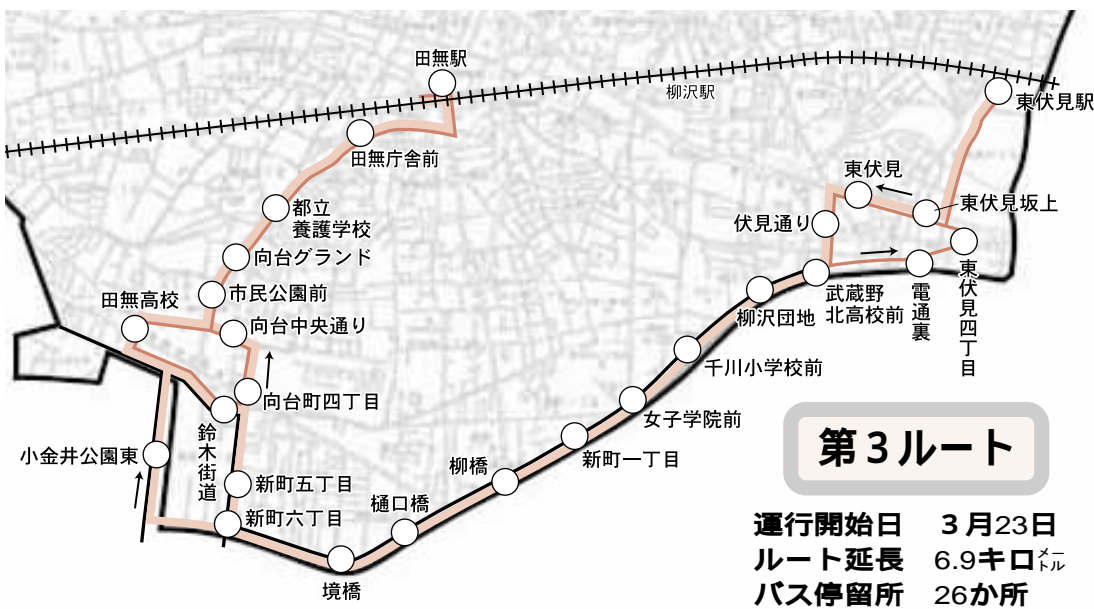 田無駅
柳沢駅
東伏見駅
田無庁舎前
東伏見
東伏見坂上
都立
養護学校
伏見通り
向台グランド
東伏見四丁目
電通裏
武蔵野
北高校前
市民公園前
田無高校
柳沢団地
向台中央通り
千川小学校前
向台町四丁目
女子学院前
鈴木街道
小金井公園東
新町一丁目
柳橋
新町五丁目
樋口橋
新町六丁目
境橋
第3ルート
運行開始日 3月23日
ルート延長 6.9キロメートル
バス停留所 26か所